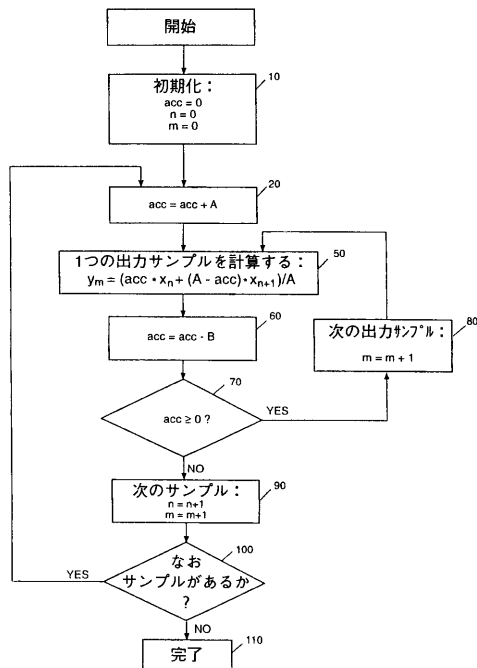 開始
10
初期化：
acc = 0
n = 0
m = 0
20
acc = acc + A
50
1つの出力サンプルを計算する：
yₘ = (acc • xₙ + (A - acc) • xₙ₊₁)/A
60
acc = acc - B
80
次の出力ｻﾝﾌﾟﾙ：
m = m + 1
70
acc ≥ 0 ?
YES
NO
90
次のサンプル：
n = n+1
m = m+1
100
なお
サンプルがあるか
?
YES
NO
110
完了